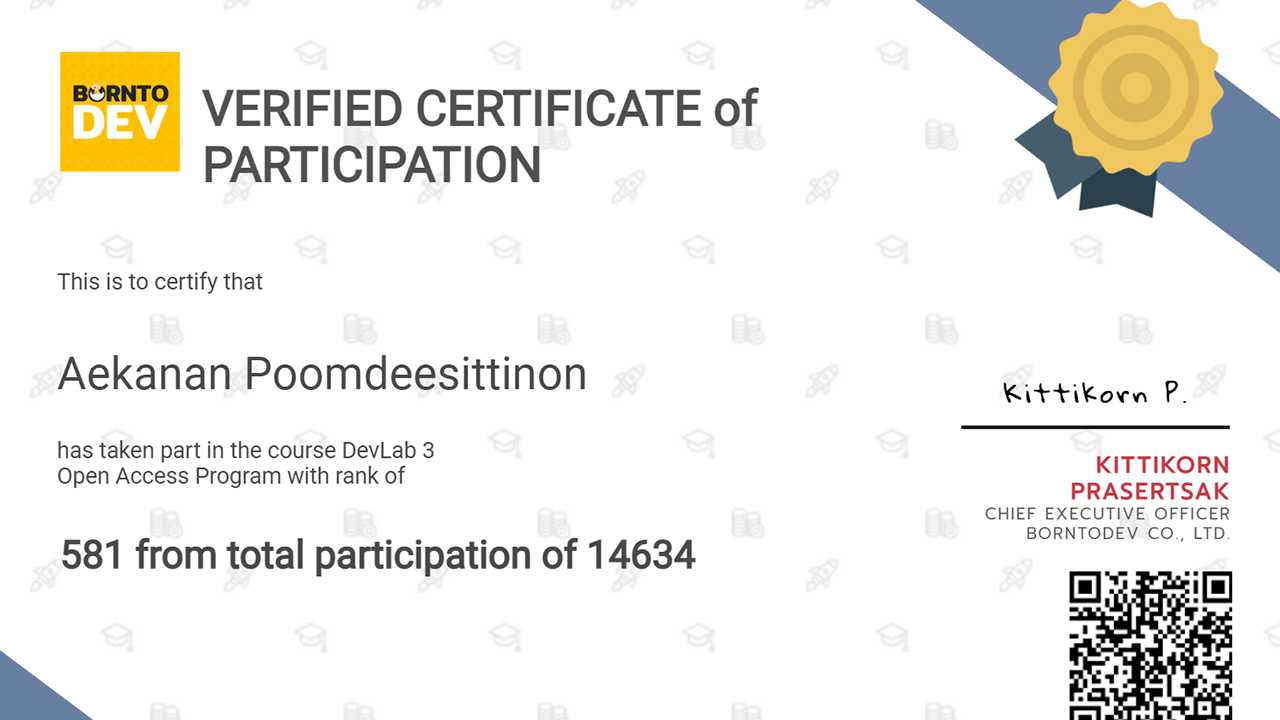 BORNTO
DEV
VERIFIED CERTIFICATE of
PARTICIPATION
This is to certify that
Aekanan Poomdeesittinon
has taken part in the course DevLab 3
Open Access Program with rank of
581 from total participation of 14634
Kittikorn P.
KITTIKORN
PRASERTSAK
CHIEF EXECUTIVE OFFICER
BORNTODEV CO., LTD.